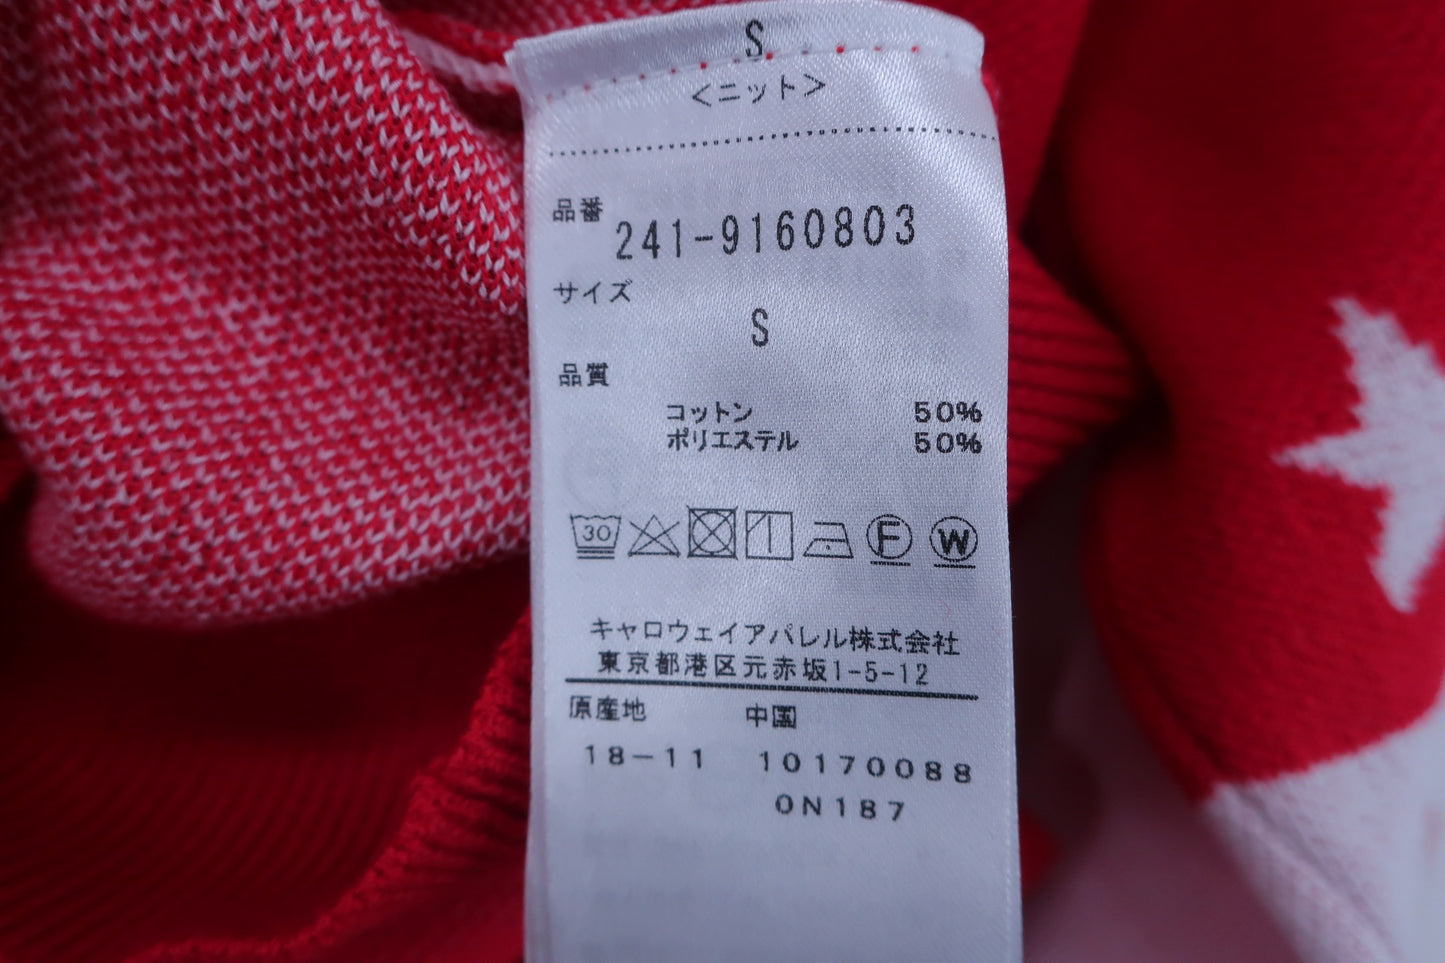 S
<ニット>
品番
241-9160803
サイズ
S
品質
コットン 50%
ポリエステル 50%
30 F W
キャロウェイアパレル株式会社
東京都港区元赤坂1-5-12
原産地 中国
18-11 10170088
0N187